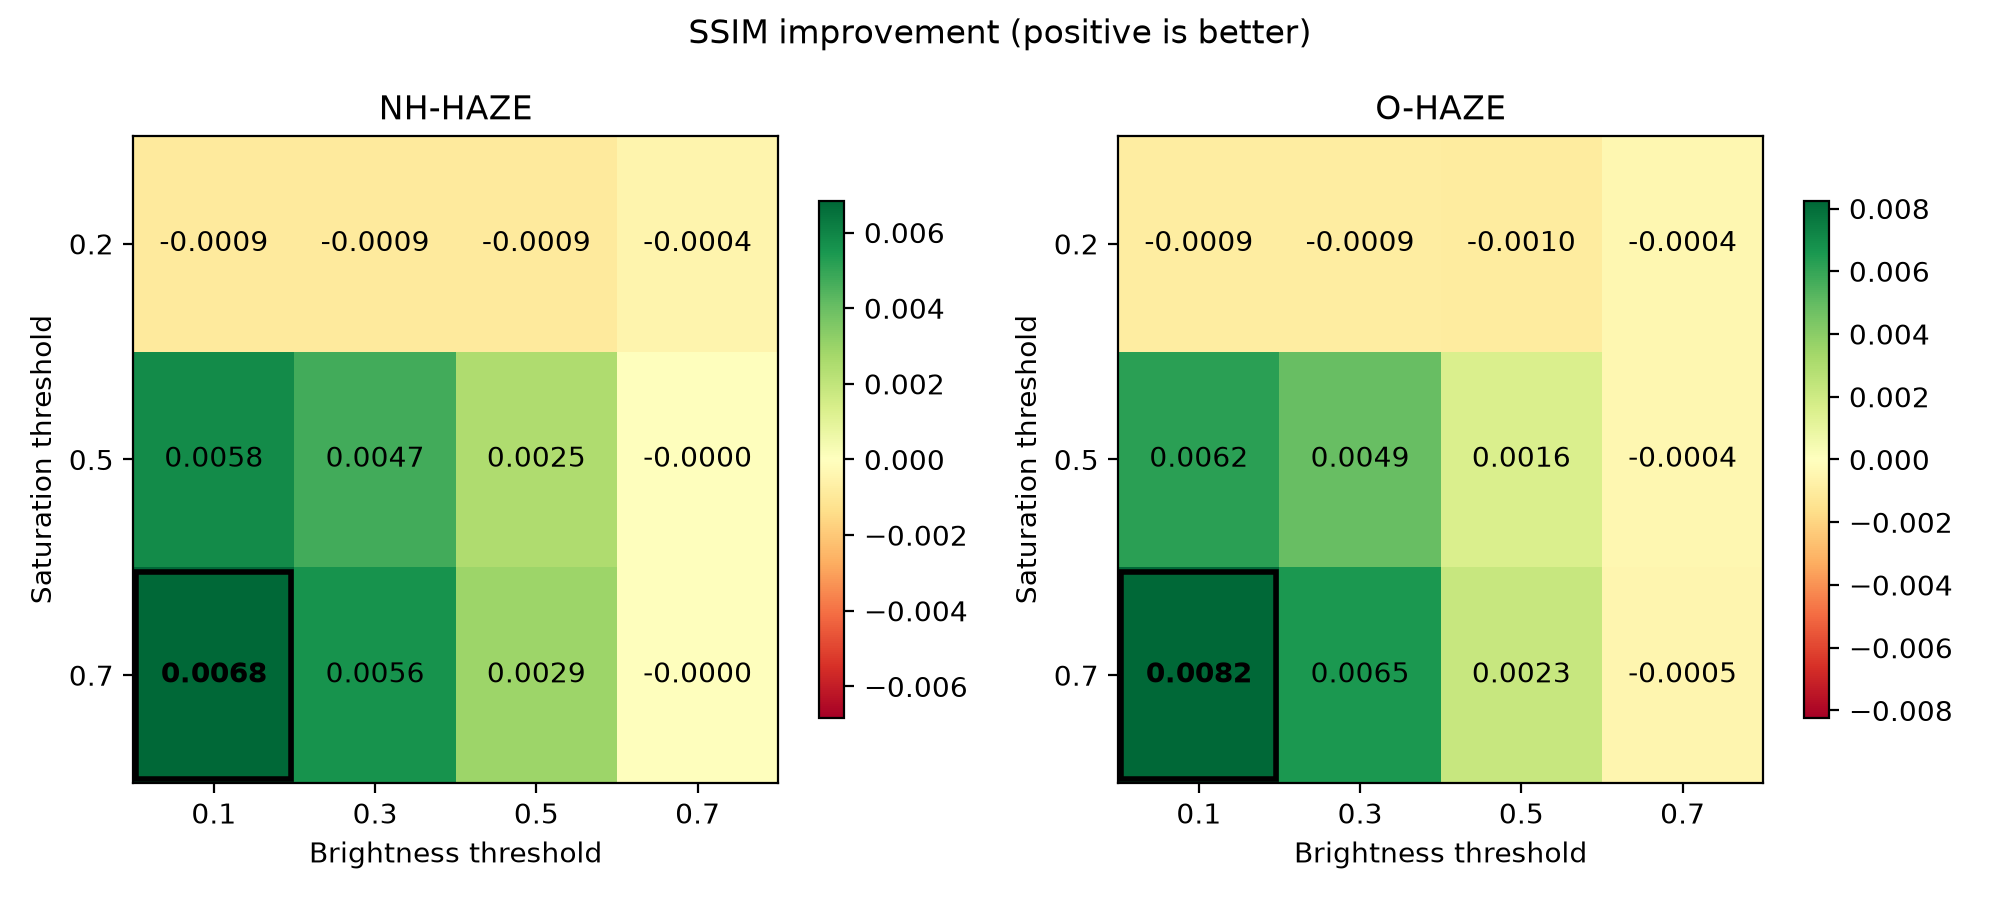 SSIM improvement (positive is better)
NH-HAZE
Saturation threshold
0.2
0.5
0.7
-0.0009 -0.0009 -0.0009 -0.0004
0.0058 0.0047 0.0025 -0.0000
0.0068 0.0056 0.0029 -0.0000
0.1 0.3 0.5 0.7
Brightness threshold
0.006
0.004
0.002
0.000
−0.002
−0.004
−0.006
O-HAZE
Saturation threshold
0.2
0.5
0.7
-0.0009 -0.0009 -0.0010 -0.0004
0.0062 0.0049 0.0016 -0.0004
0.0082 0.0065 0.0023 -0.0005
0.1 0.3 0.5 0.7
Brightness threshold
0.008
0.006
0.004
0.002
0.000
−0.002
−0.004
−0.006
−0.008